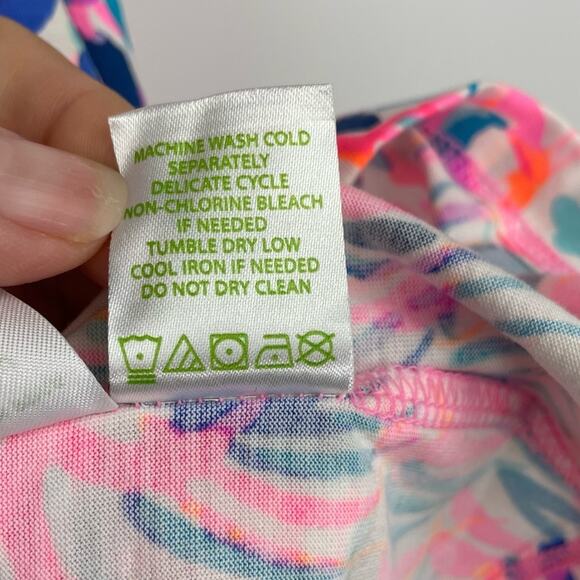 MACHINE WASH COLD
SEPARATELY
DELICATE CYCLE
NON-CHLORINE BLEACH
IF NEEDED
TUMBLE DRY LOW
COOL IRON IF NEEDED
DO NOT DRY CLEAN